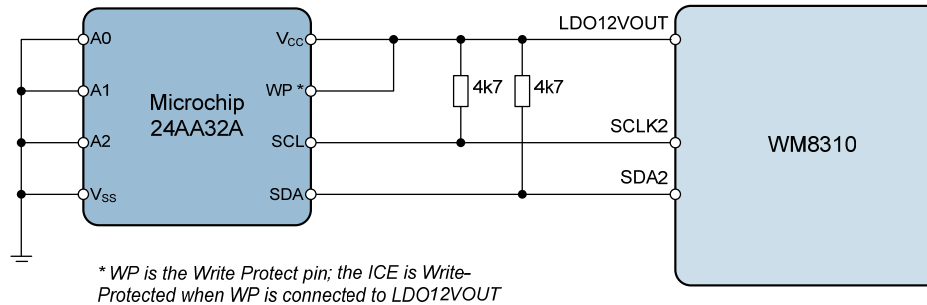 LDO12VOUT
A0
VCC
A1
WP *
4k7
4k7
Microchip
24AA32A
A2
SCL
SCLK2
WM8310
VSS
SDA
SDA2
* WP is the Write Protect pin; the ICE is Write-
Protected when WP is connected to LDO12VOUT